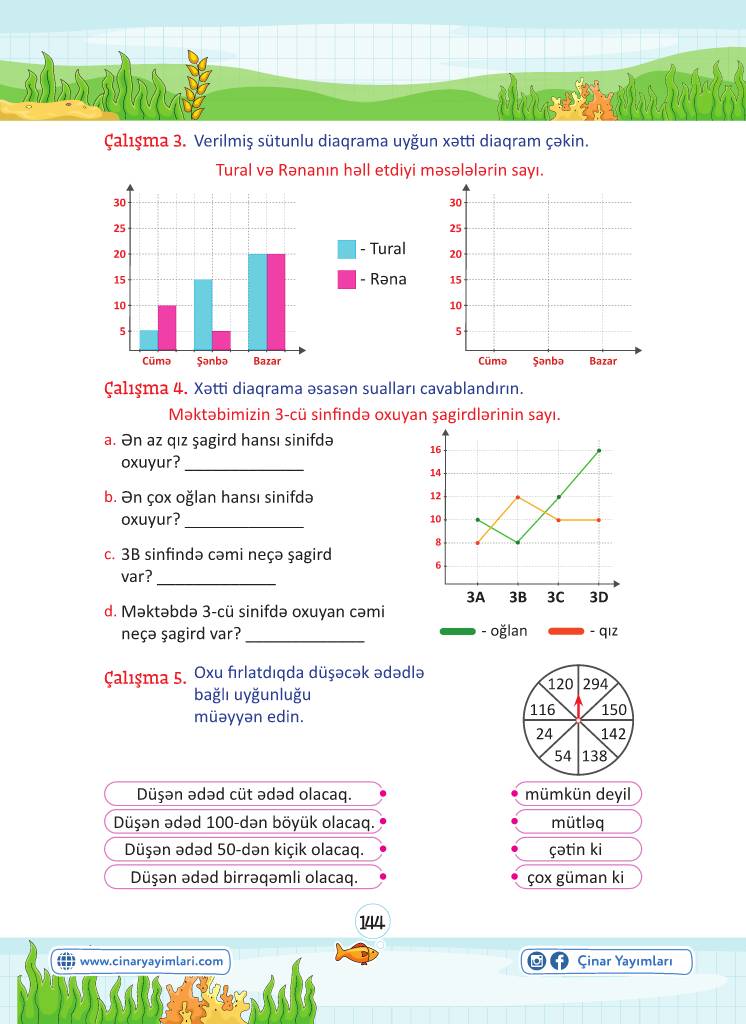 Çalışma 3. Verilmiş sütunlu diaqrama uyğun xətti diaqram çəkin.
Tural və Rənanın həll etdiyi məsələlərin sayı.
30
25
20
15
10
5
Cümə Şənbə Bazar
- Tural
- Rəna
30
25
20
15
10
5
Cümə Şənbə Bazar
Çalışma 4. Xətti diaqrama əsasən sualları cavablandırın.
Məktəbimizin 3-cü sinfində oxuyan şagirdlərinin sayı.
a. Ən az qız şagird hansı sinifdə
oxuyur? _____________
b. Ən çox oğlan hansı sinifdə
oxuyur? _____________
c. 3B sinfində cəmi neçə şagird
var? _____________
d. Məktəbdə 3-cü sinifdə oxuyan cəmi
neçə şagird var? _____________
16
14
12
10
8
6
3A 3B 3C 3D
- oğlan - qız
Çalışma 5. Oxu fırlatdıqda düşəcək ədədlə
bağlı uyğunluğu
müəyyən edin.
120 294
116 150
24 142
54 138
Düşən ədəd cüt ədəd olacaq. mümkün deyil
Düşən ədəd 100-dən böyük olacaq. mütləq
Düşən ədəd 50-dən kiçik olacaq. çətin ki
Düşən ədəd birrəqəmli olacaq. çox güman ki
144
www.cinaryayimlari.com
Çinar Yayımları